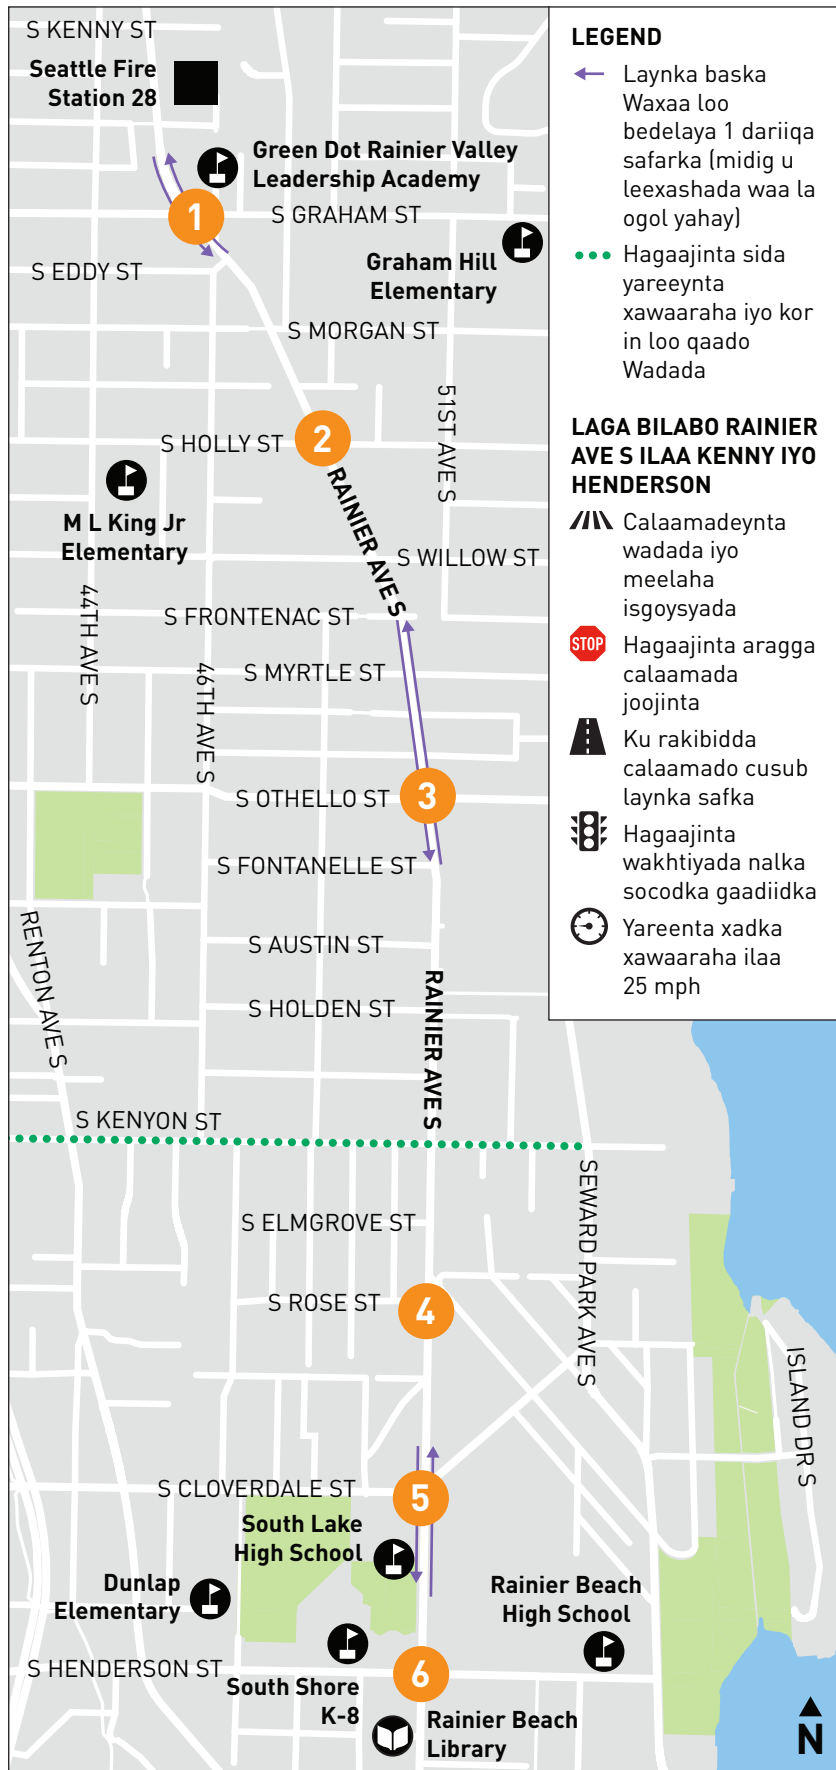 S KENNY ST
Seattle Fire
Station 28
Green Dot Rainier Valley
Leadership Academy
1
S GRAHAM ST
Graham Hill
Elementary
S EDDY ST
S MORGAN ST
51ST AVE S
2
S HOLLY ST
RAINIER AVE S
M L King Jr
Elementary
S WILLOW ST
44TH AVE S
S FRONTENAC ST
46TH AVE S
S MYRTLE ST
S OTHELLO ST
3
S FONTANELLE ST
RENTON AVE S
S AUSTIN ST
RAINIER AVE S
S HOLDEN ST
S KENYON ST
SEWARD PARK AVE S
S ELMGROVE ST
S ROSE ST
4
ISLAND DR S
S CLOVERDALE ST
5
South Lake
High School
Dunlap
Elementary
Rainier Beach
High School
S HENDERSON ST
6
South Shore
K-8
Rainier Beach
Library
N
LEGEND
Laynka baska
Waxaa loo
bedelaya 1 dariiqa
safarka (midig u
leexashada waa la
ogol yahay)
Hagaajinta sida
yareeynta
xawaaraha iyo kor
in loo qaado
Wadada
LAGA BILABO RAINIER
AVE S ILAA KENNY IYO
HENDERSON
Calaamadeynta
wadada iyo
meelaha
isgoysyada
STOP
Hagaajinta aragga
calaamada
joojinta
Ku rakibidda
calaamado cusub
laynka safka
Hagaajinta
wakhtiyada nalka
socodka gaadiidka
Yareenta xadka
xawaaraha ilaa
25 mph